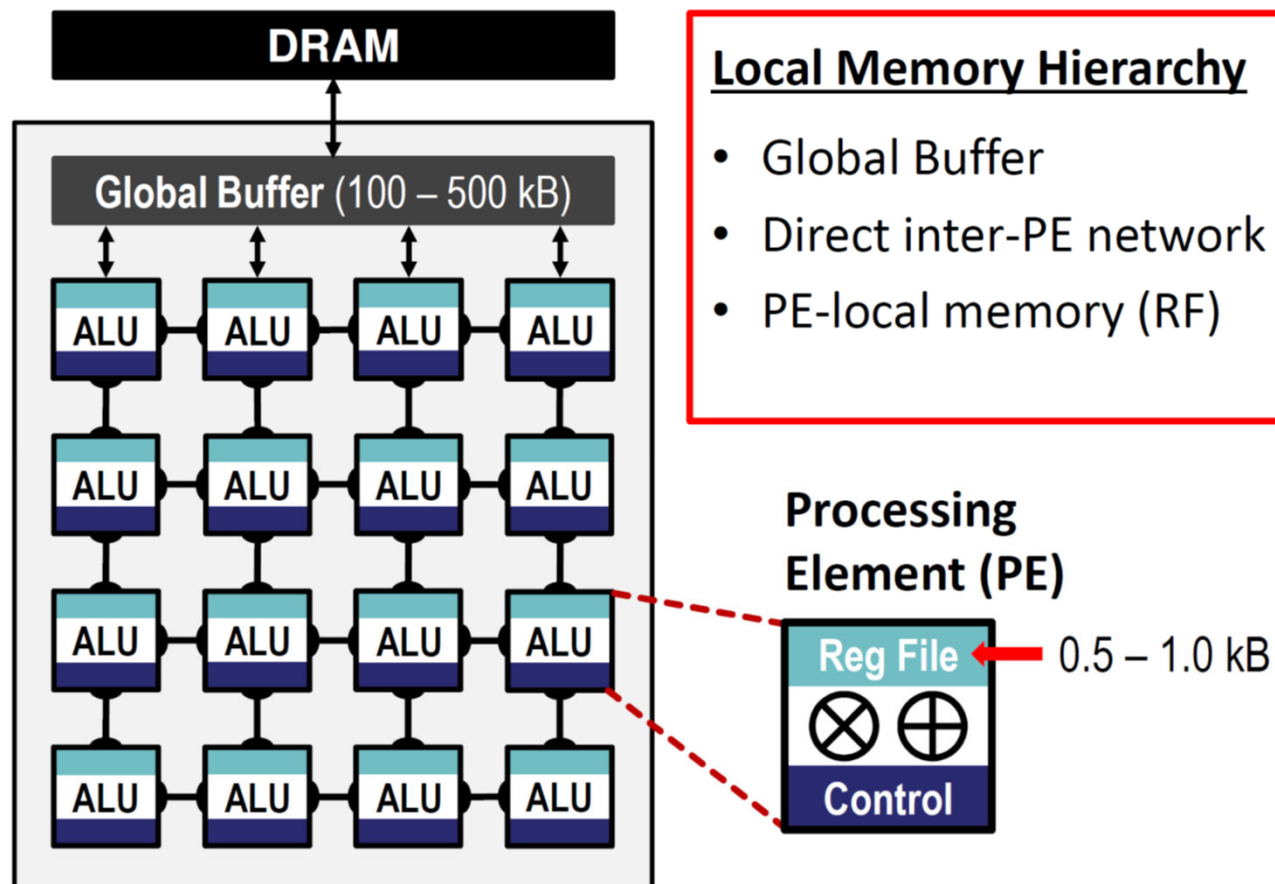 DRAM
Global Buffer (100 – 500 kB)
ALU ALU ALU ALU
ALU ALU ALU ALU
ALU ALU ALU ALU
ALU ALU ALU ALU
Local Memory Hierarchy
• Global Buffer
• Direct inter-PE network
• PE-local memory (RF)
Processing
Element (PE)
Reg File
0.5 – 1.0 kB
Control